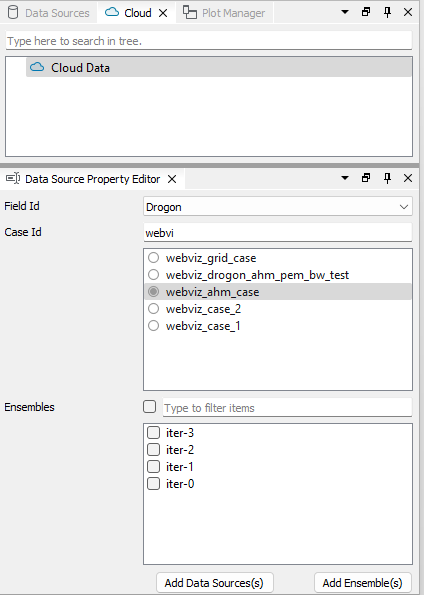 Data Sources Cloud Plot Manager
Type here to search in tree.
Cloud Data
Data Source Property Editor
Field Id Drogon
Case Id webvi
webviz_grid_case
webviz_drogon_ahm_pem_bw_test
webviz_ahm_case
webviz_case_2
webviz_case_1
Ensembles Type to filter items
iter-3
iter-2
iter-1
iter-0
Add Data Sources(s) Add Ensemble(s)